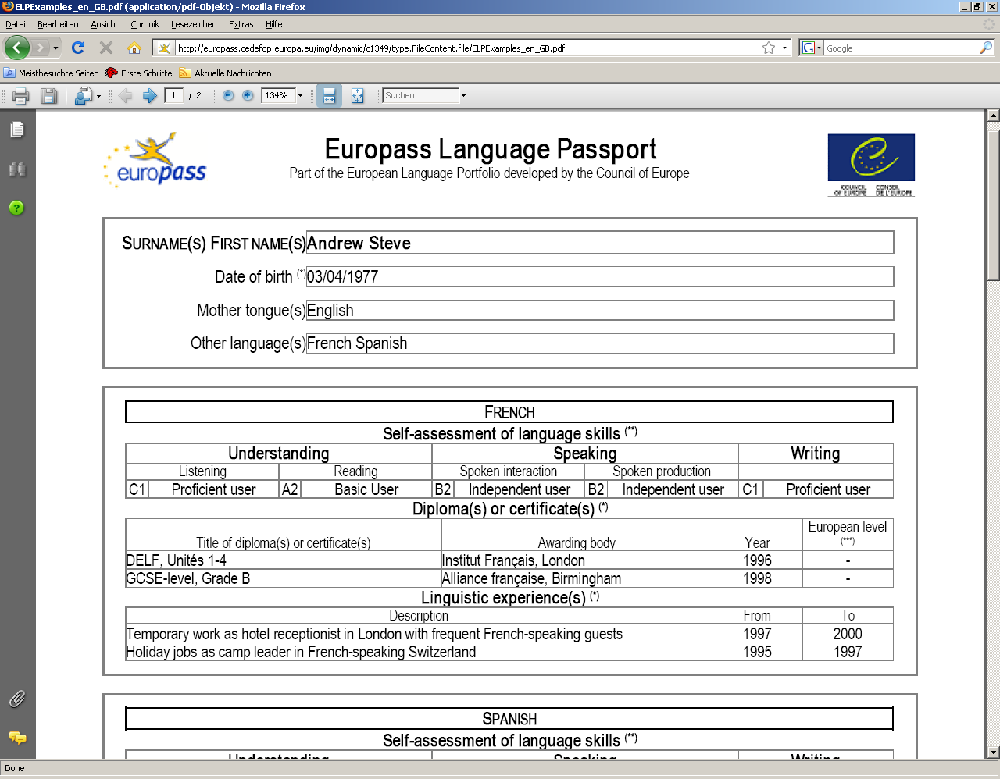 ELPExamples_en_GB.pdf (application/pdf-Objekt) - Mozilla Firefox
Datei Bearbeiten Ansicht Chronik Lesezeichen Extras Hilfe
http://europass.cedefop.europa.eu/img/dynamic/c1349/type.FileContent.file/ELPExamples_en_GB.pdf
G Google
Meistbesuchte Seiten Erste Schritte Aktuelle Nachrichten
1 / 2 134% Suchen
europass
Europass Language Passport
Part of the European Language Portfolio developed by the Council of Europe
COUNCIL OF EUROPE
CONSEIL DE L'EUROPE
SURNAME(S) FIRST NAME(S) Andrew Steve
Date of birth (*) 03/04/1977
Mother tongue(s) English
Other language(s) French Spanish
FRENCH
Self-assessment of language skills (**)
Understanding Speaking Writing
Listening Reading Spoken interaction Spoken production
C1 Proficient user A2 Basic User B2 Independent user B2 Independent user C1 Proficient user
Diploma(s) or certificate(s) (*)
Title of diploma(s) or certificate(s) Awarding body Year European level (***)
DELF, Unités 1-4 Institut Français, London 1996 -
GCSE-level, Grade B Alliance française, Birmingham 1998 -
Linguistic experience(s) (*)
Description From To
Temporary work as hotel receptionist in London with frequent French-speaking guests 1997 2000
Holiday jobs as camp leader in French-speaking Switzerland 1995 1997
SPANISH
Self-assessment of language skills (**)
Understanding Speaking Writing
Done